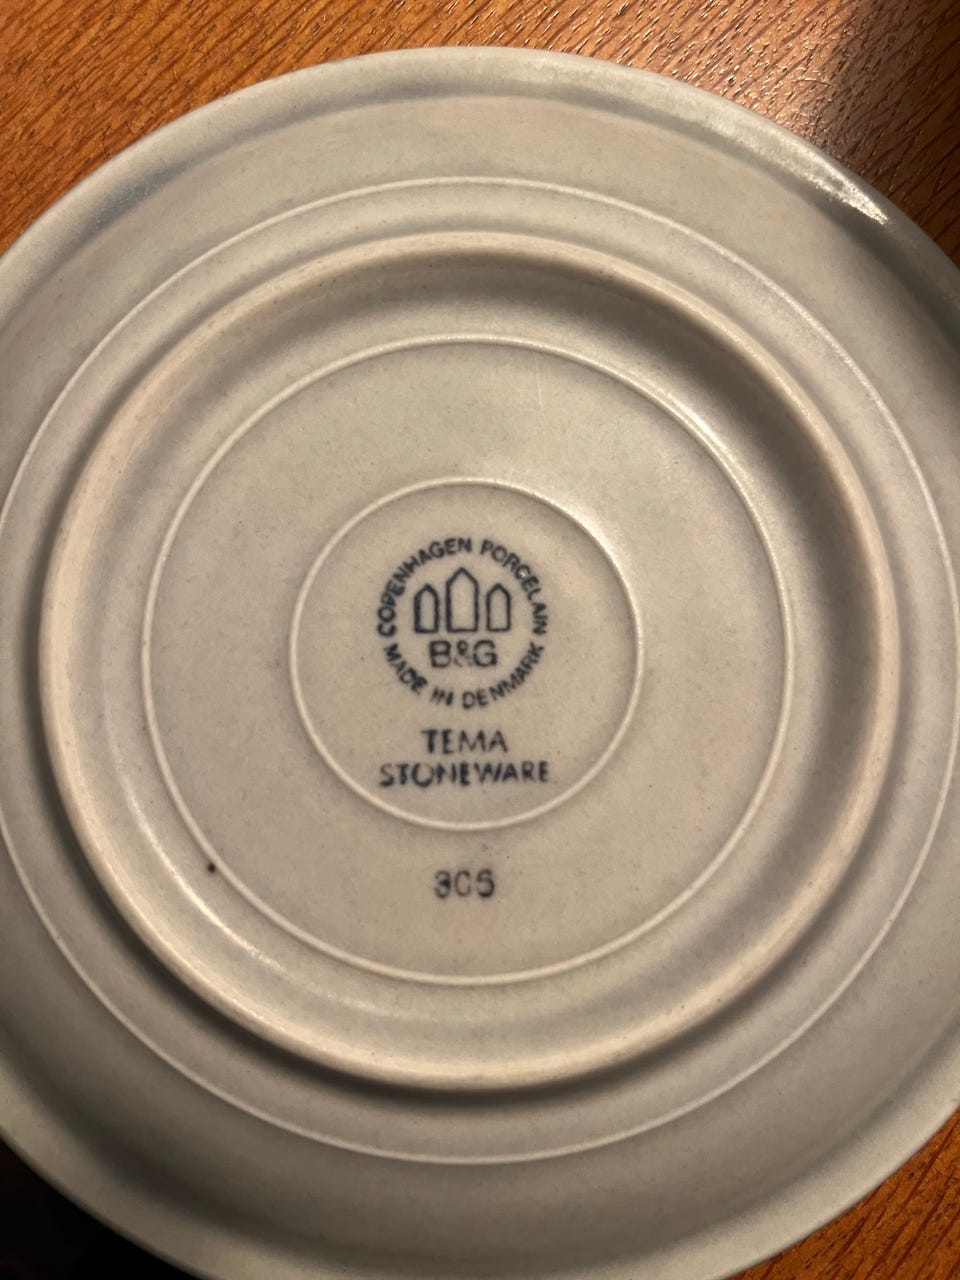 COPENHAGEN PORCELAIN
B&G
MADE IN DENMARK
TEMA
STONEWARE
305